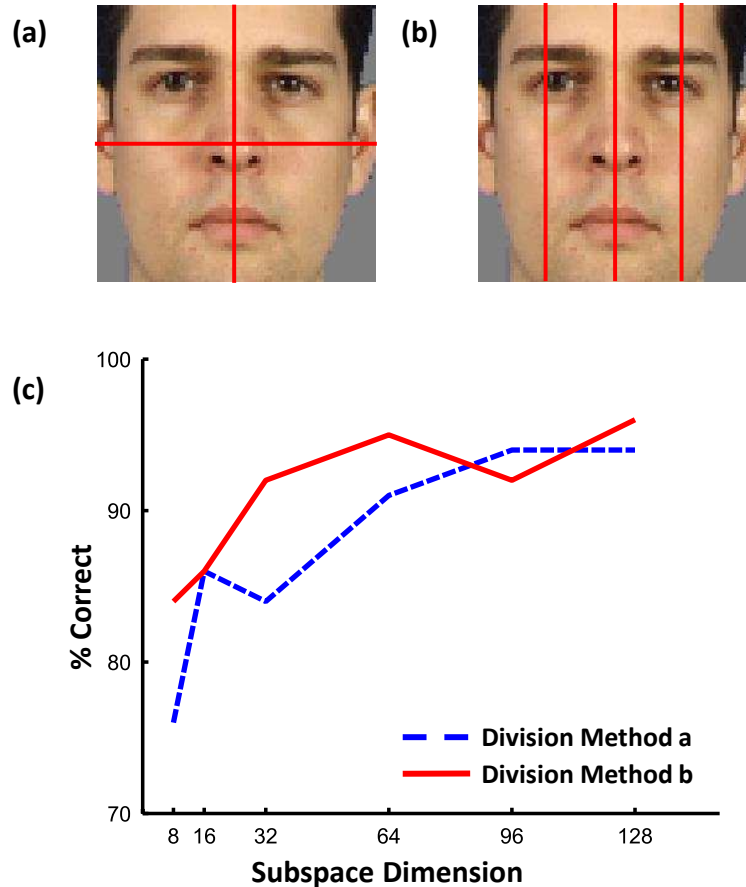 (a)
(b)
(c)
100
90
80
70
% Correct
Division Method a
Division Method b
8 16 32 64 96 128
Subspace Dimension